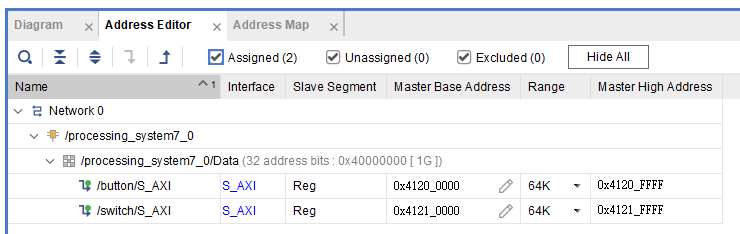 Diagram × Address Editor × Address Map ×
Assigned (2) Unassigned (0) Excluded (0) Hide All
Name 1 Interface Slave Segment Master Base Address Range Master High Address
Network 0
/processing_system7_0
/processing_system7_0/Data (32 address bits : 0x40000000 [ 1G ])
/button/S_AXI S_AXI Reg 0x4120_0000 64K 0x4120_FFFF
/switch/S_AXI S_AXI Reg 0x4121_0000 64K 0x4121_FFFF